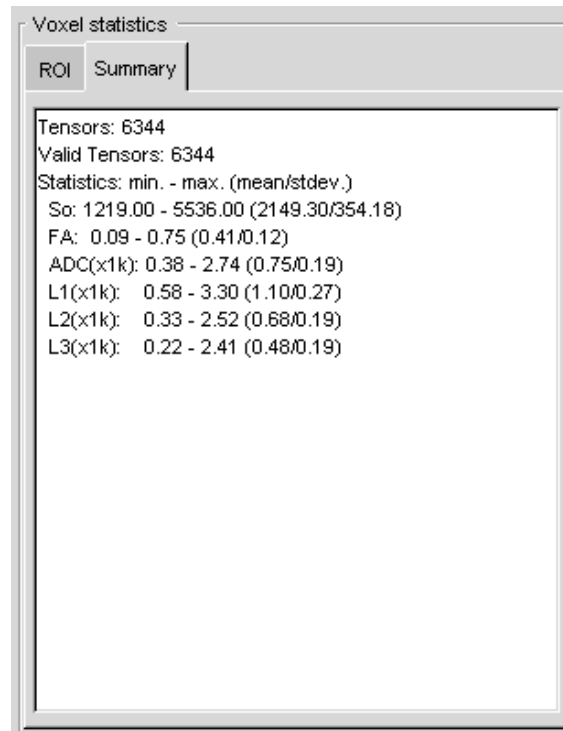 Voxel statistics
ROI Summary
Tensors: 6344
Valid Tensors: 6344
Statistics: min. - max. (mean/stdev.)
So: 1219.00 - 5536.00 (2149.30/354.18)
FA: 0.09 - 0.75 (0.41/0.12)
ADC(x1k): 0.38 - 2.74 (0.75/0.19)
L1(x1k): 0.58 - 3.30 (1.10/0.27)
L2(x1k): 0.33 - 2.52 (0.68/0.19)
L3(x1k): 0.22 - 2.41 (0.48/0.19)